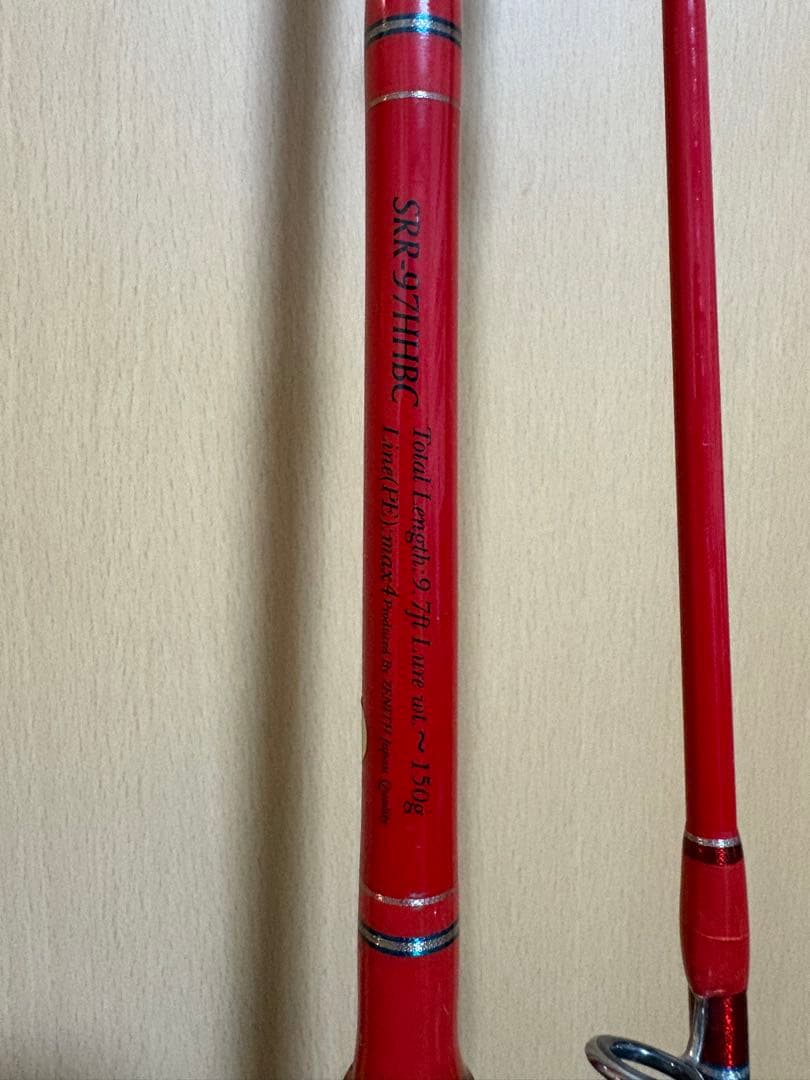 SRR-97HHBC
Total Length:9.7ft Lure wt. ~ 150g
Line(PE):max4 Produced By ZENITH Japan Quality